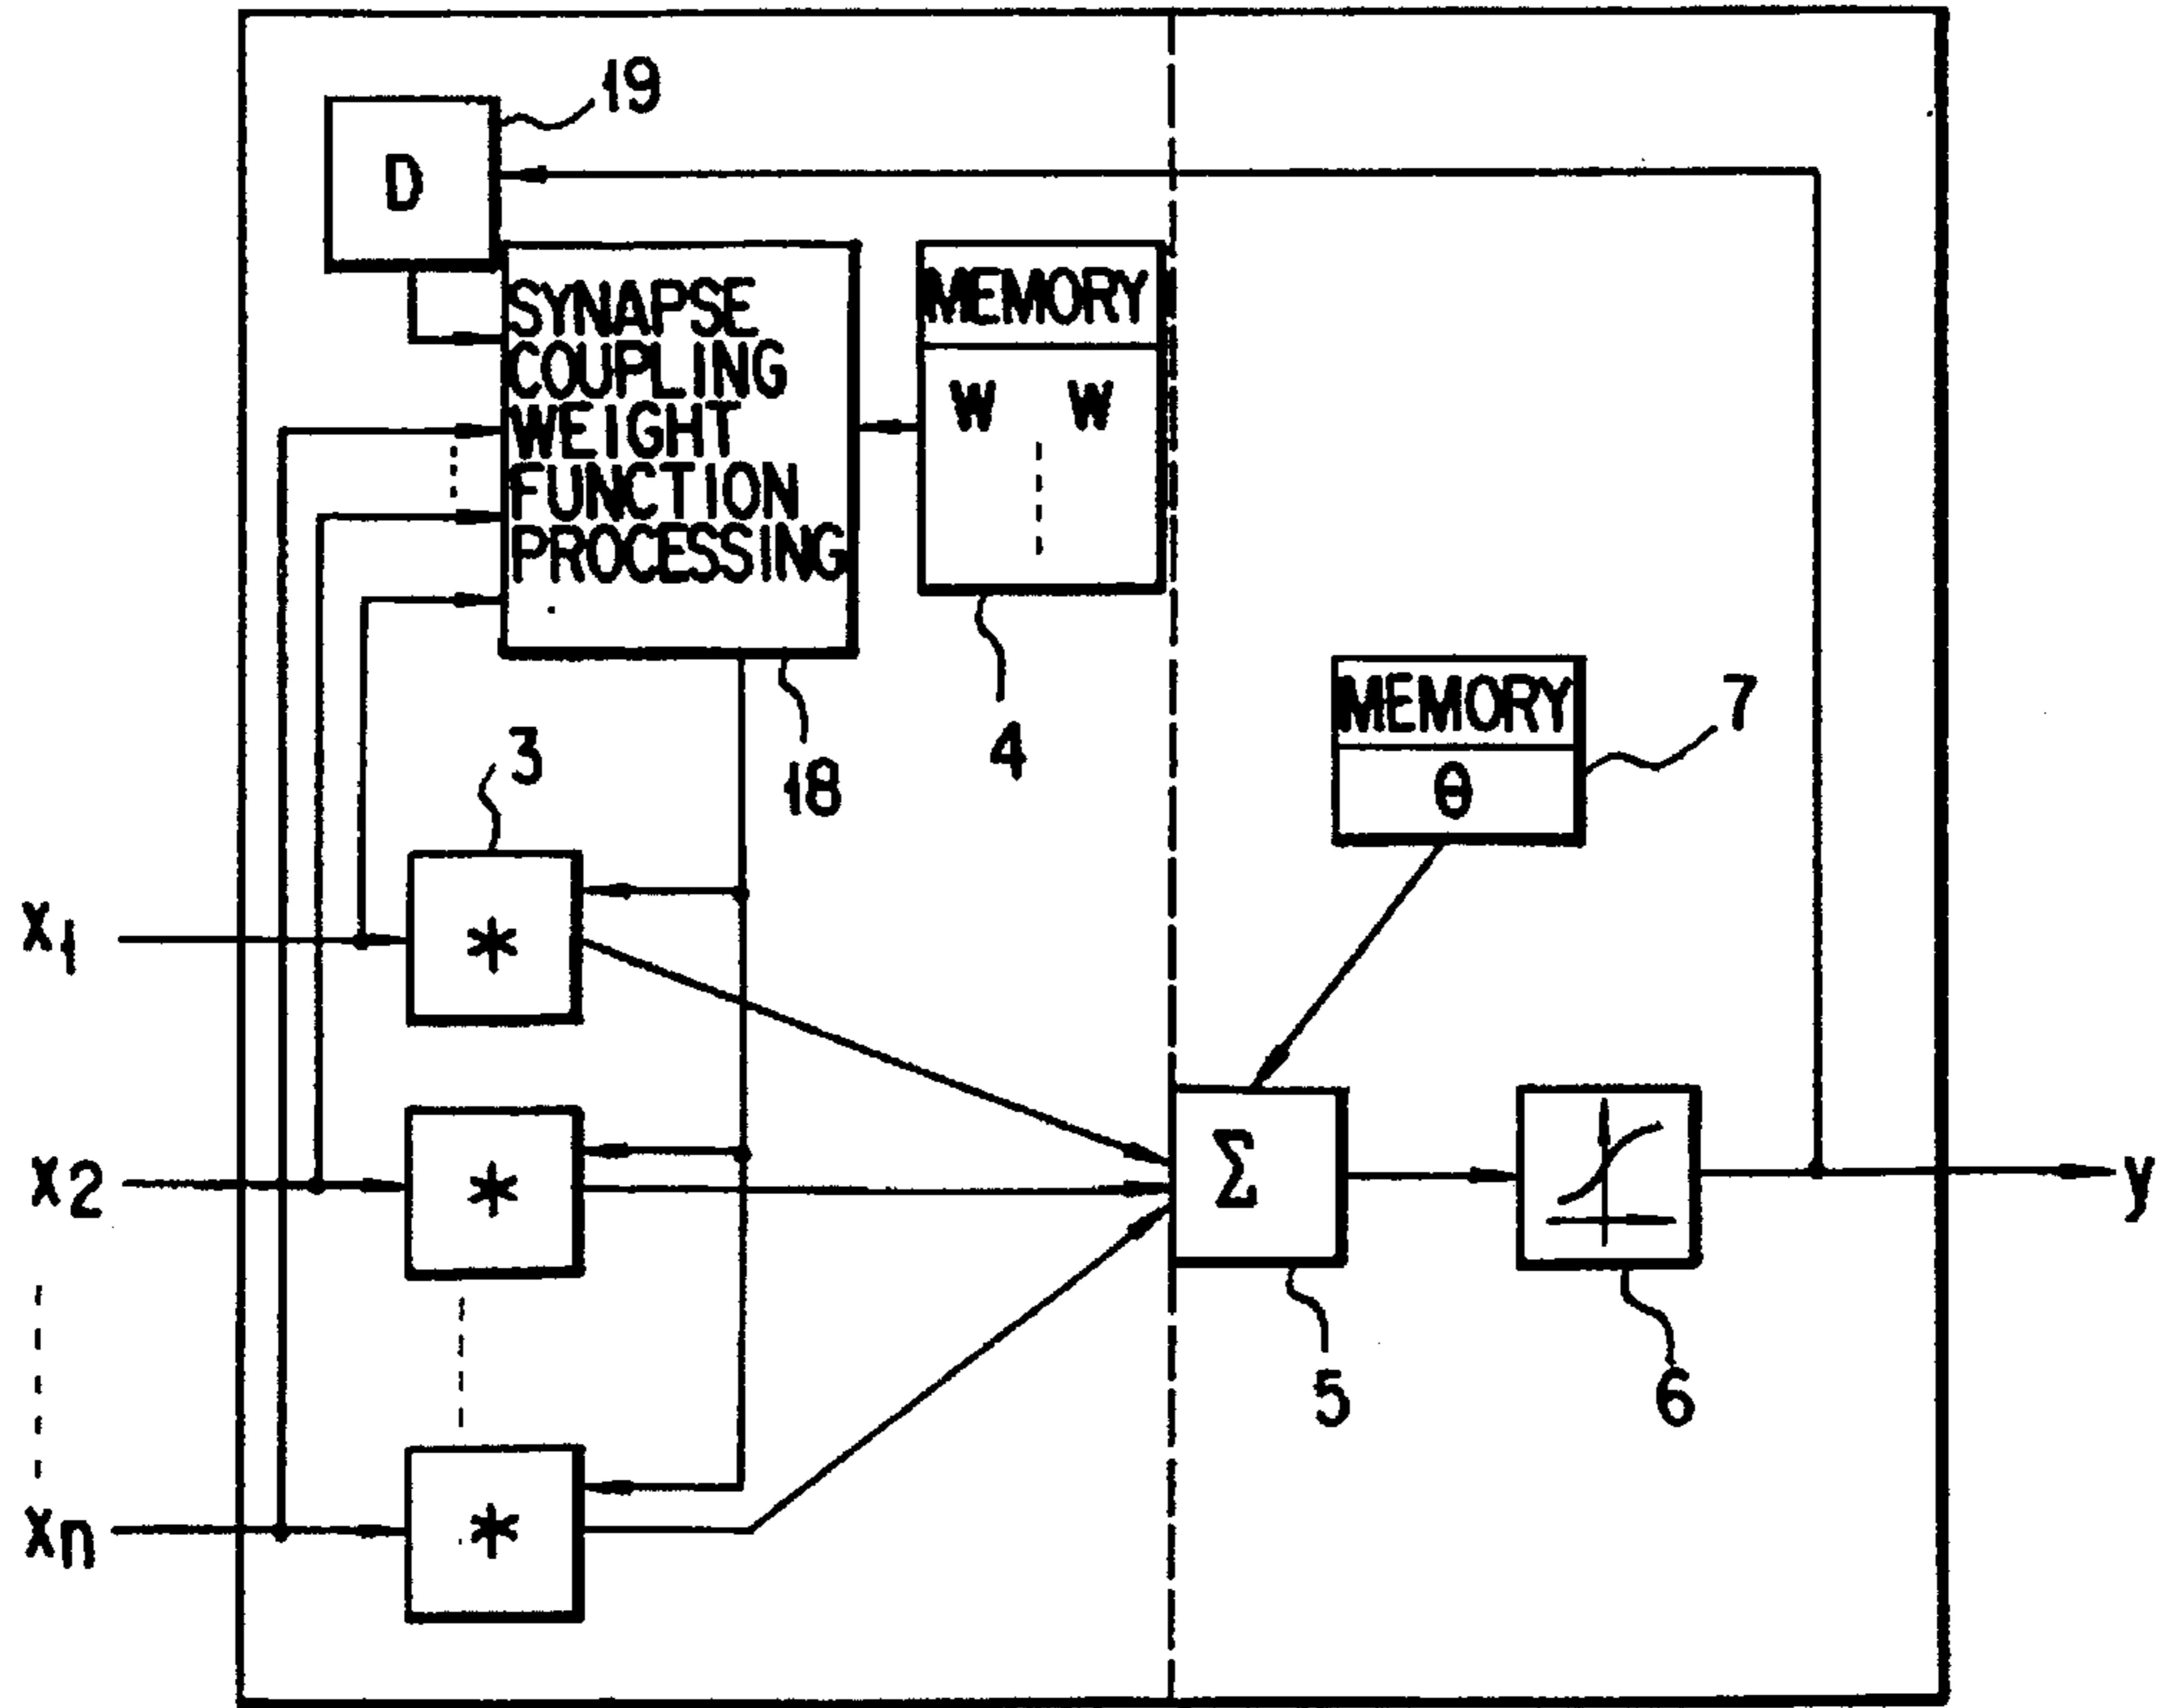 19
D
SYNAPSE
COUPLING
WEIGHT
FUNCTION
PROCESSING
MEMORY
W W
18
4
MEMORY
θ
7
3
X1
*
X2
*
Xn
*
Σ
5
6
y